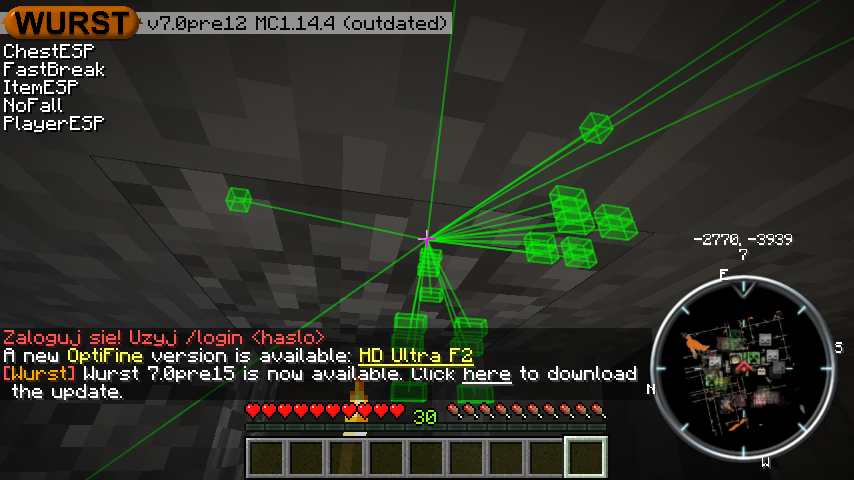 WURST v7.0pre12 MC1.14.4 (outdated)
ChestESP
FastBreak
ItemESP
NoFall
PlayerESP
-2770, -3939
7
E
S
N
W
Zaloguj sie! Uzyj /login <haslo>
A new OptiFine version is available: HD Ultra F2
[Wurst] Wurst 7.0pre15 is now available. Click here to download
the update.
30